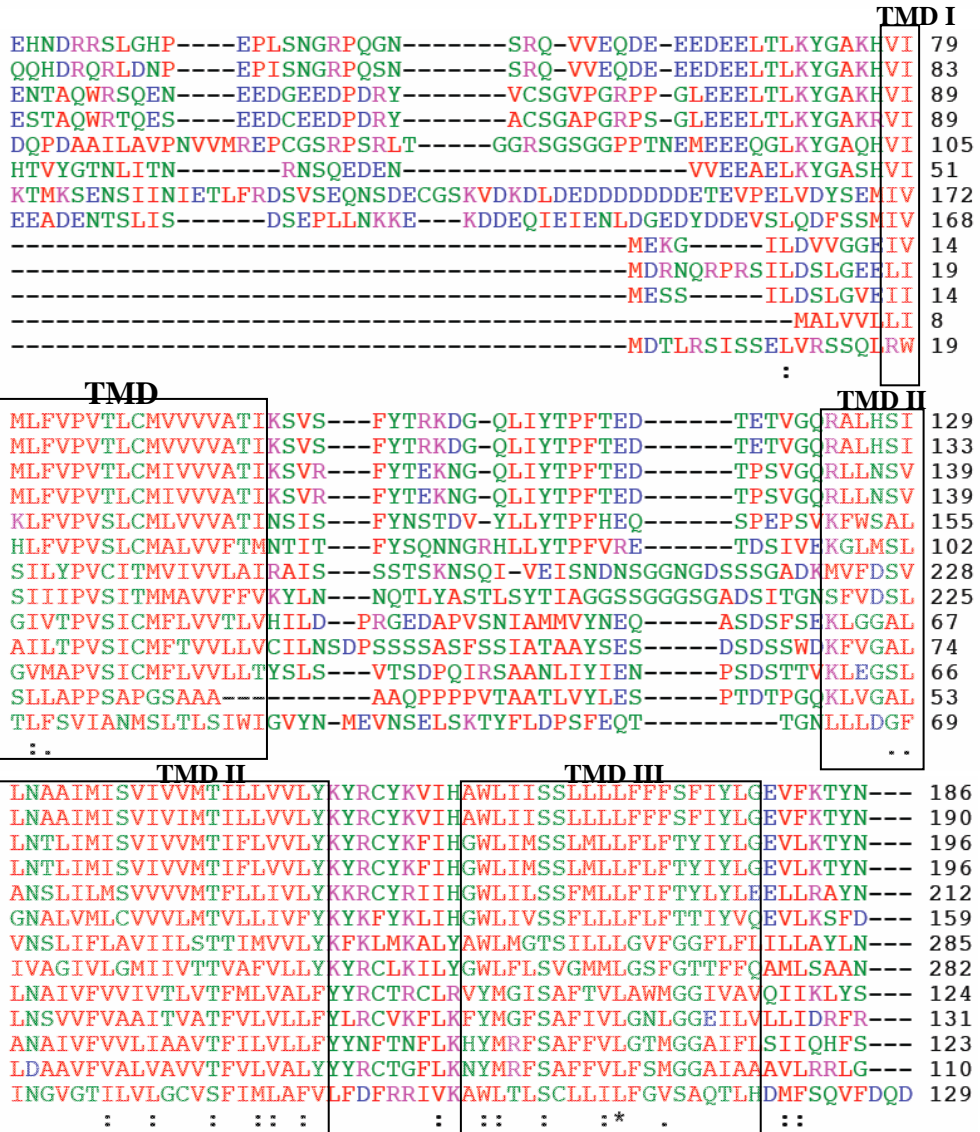 TMD I
EHNDRRSLGHP----EPLSNGRPQGN-------SRQ-VVEQDE-EEDEELTLKYGAKHVI 79
QQHDRQRLDNP----EPISNGRPQSN-------SRQ-VVEQDE-EEDEELTLKYGAKHVI 83
ENTAQWRSQEN----EEDGEEDPDRY-------VCSGVPGRPP-GLEEELTLKYGAKHVI 89
ESTAQWRTQES----EEDCEEDPDRY-------ACSGAPGRPS-GLEEELTLKYGAKRVI 89
DQPDAAILAVPNVVMREPCGSRPSRLT------GGRSGSGGPPTNEMEEEQGLKYGAQHVI 105
HTVYGTNLITN-------RNSQEDEN---------------VVEEAELKYGASHVI 51
KTMKSENSIINIETLFRDSVSEQNSDECGSKVDKDLDEDDDDDDETEVPELVDYSEMIV 172
EEADENTSLIS------DSEPLLNKKE---KDDEQIEIENLDGEDYDDEVSLQDFSSMIV 168
----------------------------------------MEKG-----ILDVVGGEIV 14
----------------------------------------MDRNQRPRSILDSLGEELI 19
----------------------------------------MESS-----ILDSLGVEII 14
---------------------------------------------------MALVVLLI 8
----------------------------------------MDTLRSISSELVRSSQLRW 19
:
TMD
TMD II
MLFVPVTLCMVVVVATIKSVS---FYTRKDG-QLIYTPFTED------TETVGQRALHSI 129
MLFVPVTLCMVVVVATIKSVS---FYTRKDG-QLIYTPFTED------TETVGQRALHSI 133
MLFVPVTLCMIVVVATIKSVR---FYTEKNG-QLIYTPFTED------TPSVGQRLLNSV 139
MLFVPVTLCMIVVVATIKSVR---FYTEKNG-QLIYTPFTED------TPSVGQRLLNSV 139
KLFVPVSLCMLVVVATINSIS---FYNSTDV-YLLYTPFHEQ------SPEPSVKFWSAL 155
HLFVPVSLCMALVVFTMNTIT---FYSQNNGRHLLYTPFVRE------TDSIVEKGLMSL 102
SILYPVCITMVIVVLAIRAIS---SSTSKNSQI-VEISNDNSGGNGDSSSGADKMVFDSV 228
SIIIPVSITMMAVVFFVKYLN---NQTLYASTLSYTIAGGSSGGGSGADSITGNSFVDSL 225
GIVTPVSICMFLVVTLVHILD--PRGEDAPVSNIAMMVYNEQ-----ASDSFSEKLGGAL 67
AILTPVSICMFTVVLLVCILNSDPSSSSASFSSIATAAYSES-----DSDSSWDKFVGAL 74
GVMAPVSICMFLVVLLTYSLS---VTSDPQIRSAANLIYIEN-----PSDSTTVKLEGSL 66
SLLAPPSAPGSAAA----------AAQPPPPVTAATLVYLES-----PTDTPGQKLVGAL 53
TLFSVIANMSLTLSIWIGVYN-MEVNSELSKTYFLDPSFEQT--------TGNLLLDGF 69
:. ..
TMD II
TMD III
LNAAIMISVIVVMTILLVVLYKYRCYKVIHAWLIISSLLLLFFFSFIYLGEVFKTYN--- 186
LNAAIMISVIVIMTILLVVLYKYRCYKVIHAWLIISSLLLLFFFSFIYLGEVFKTYN--- 190
LNTLIMISVIVVMTIFLVVLYKYRCYKFIHGWLIMSSLMLLFLFTYIYLGEVLKTYN--- 196
LNTLIMISVIVVMTIFLVVLYKYRCYKFIHGWLIMSSLMLLFLFTYIYLGEVLKTYN--- 196
ANSLILMSVVVVMTFLLIVLYKKRCYRIIHGWLILSSFMLLFIFTYLYLEELLRAYN--- 212
GNALVMLCVVVLMTVLLIVFYKYKFYKLIHGWLIVSSFLLLFLFTTIYVQEVLKSFD--- 159
VNSLIFLAVIILSTTIMVVLYKFKLMKALYAWLMGTSILLLGVFGGFLFLILLAYLN--- 285
IVAGIVLGMIIVTTVAFVLLYKYRCLKILYGWLFLSVGMMLGSFGTTFFQAMLSAAN--- 282
LNAIVFVVIVTLVTFMLVALFYYRCTRCLRVYMGISAFTVLAWMGGIVAVQIIKLYS--- 124
LNSVVFVAAITVATFVLVLLFYLRCVKFLKFYMGFSAFIVLGNLGGEILVLLIDRFR--- 131
ANAIVFVVLIAAVTFILVLLFYYNFTNFLKHYMRFSAFFVLGTMGGAIFLSIIQHFS--- 123
LDAAVFVALVAVVTFVLVALYYYRCTGFLKNYMRFSAFFVLFSMGGAIAAAVLRRLG--- 110
INGVGTILVLGCVSFIMLAFVLFDFRRIVKAWLTLSCLLILFGVSAQTLHDMFSQVFDQD 129
: : : :: : : :: : :* . ::